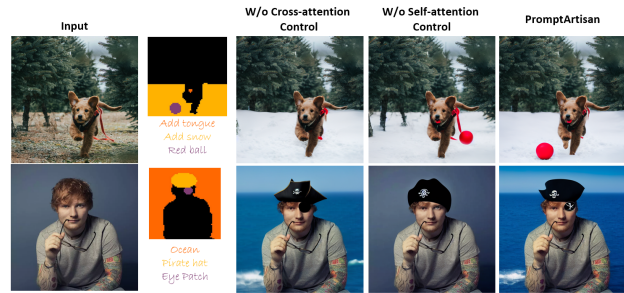 Input
W/o Cross-attention
Control
W/o Self-attention
Control
PromptArtisan
Add tongue
Add snow
Red ball
Ocean
Pirate hat
Eye Patch